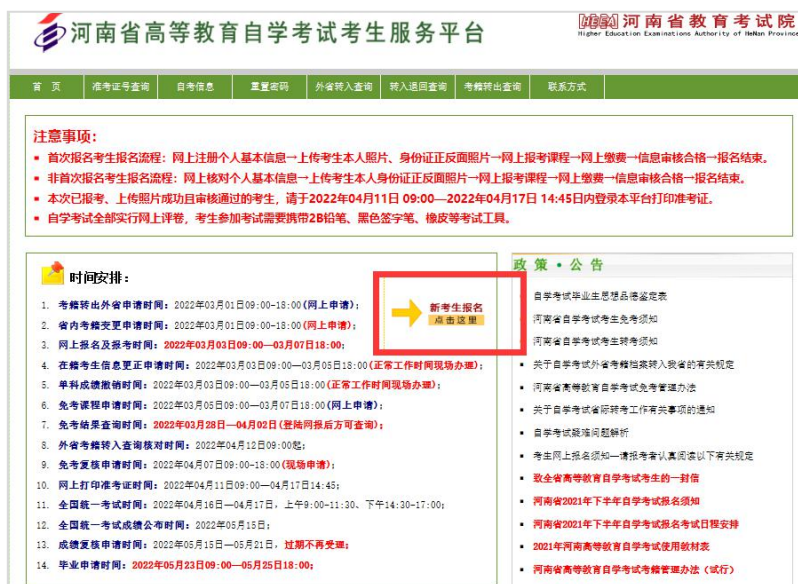 河南省高等教育自学考试考生服务平台
HEEA 河南省教育考试院
Higher Education Examinations Authority of HeNan Province
首 页 准考证号查询 自考信息 重置密码 外省转入查询 转入退回查询 考籍转出查询 联系方式
注意事项：
首次报名考生报名流程：网上注册个人基本信息→上传考生本人照片、身份证正反面照片→网上报考课程→网上缴费→信息审核合格→报名结束。
非首次报名考生报名流程：网上核对个人基本信息→上传考生本人身份证正反面照片→网上报考课程→网上缴费→信息审核合格→报名结束。
本次已报考、上传照片成功且审核通过的考生，请于2022年04月11日 09:00—2022年04月17日 14:45日内登录本平台打印准考证。
自学考试全部实行网上评卷，考生参加考试需要携带2B铅笔、黑色签字笔、橡皮等考试工具。
时间安排：
新考生报名
点击这里
1. 考籍转出外省申请时间：2022年03月01日09:00-18:00(网上申请)；
2. 省内考籍变更申请时间：2022年03月01日09:00-18:00(网上申请)；
3. 网上报名及报考时间：2022年03月03日09:00—03月07日18:00；
4. 在籍考生信息更正申请时间：2022年03月03日09:00—03月05日18:00(正常工作时间现场办理)；
5. 单科成绩撤销时间：2022年03月03日09:00—03月05日18:00(正常工作时间现场办理)；
6. 免考课程申请时间：2022年03月05日09:00—03月07日18:00(网上申请)；
7. 免考结果查询时间：2022年03月28日—04月02日(登陆网报后方可查询)；
8. 外省考籍转入查询核对时间：2022年04月12日09:00起；
9. 免考复核申请时间：2022年04月07日09:00-18:00(现场申请)；
10. 网上打印准考证时间：2022年04月11日09:00—04月17日14:45；
11. 全国统一考试时间：2022年04月16日—04月17日，上午9:00-11:30、下午14:30-17:00；
12. 全国统一考试成绩公布时间：2022年05月15日；
13. 成绩复核申请时间：2022年05月15日—05月21日，过期不再受理；
14. 毕业申请时间：2022年05月23日09:00—05月25日18:00；
政 策 · 公 告
自学考试毕业生思想品德鉴定表
河南省自学考试考生免考须知
河南省自学考试考生转考须知
关于自学考试外省考籍档案转入我省的有关规定
河南省高等教育自学考试免考管理办法
关于自学考试省际转考工作有关事项的通知
自学考试疑难问题解析
考生网上报名须知—请报考者认真阅读以下有关规定
致全省高等教育自学考试考生的一封信
河南省2021年下半年自学考试报名须知
河南省2021年下半年自学考试报名考试日程安排
2021年河南高等教育自学考试使用教材表
河南省高等教育自学考试考籍管理办法（试行）